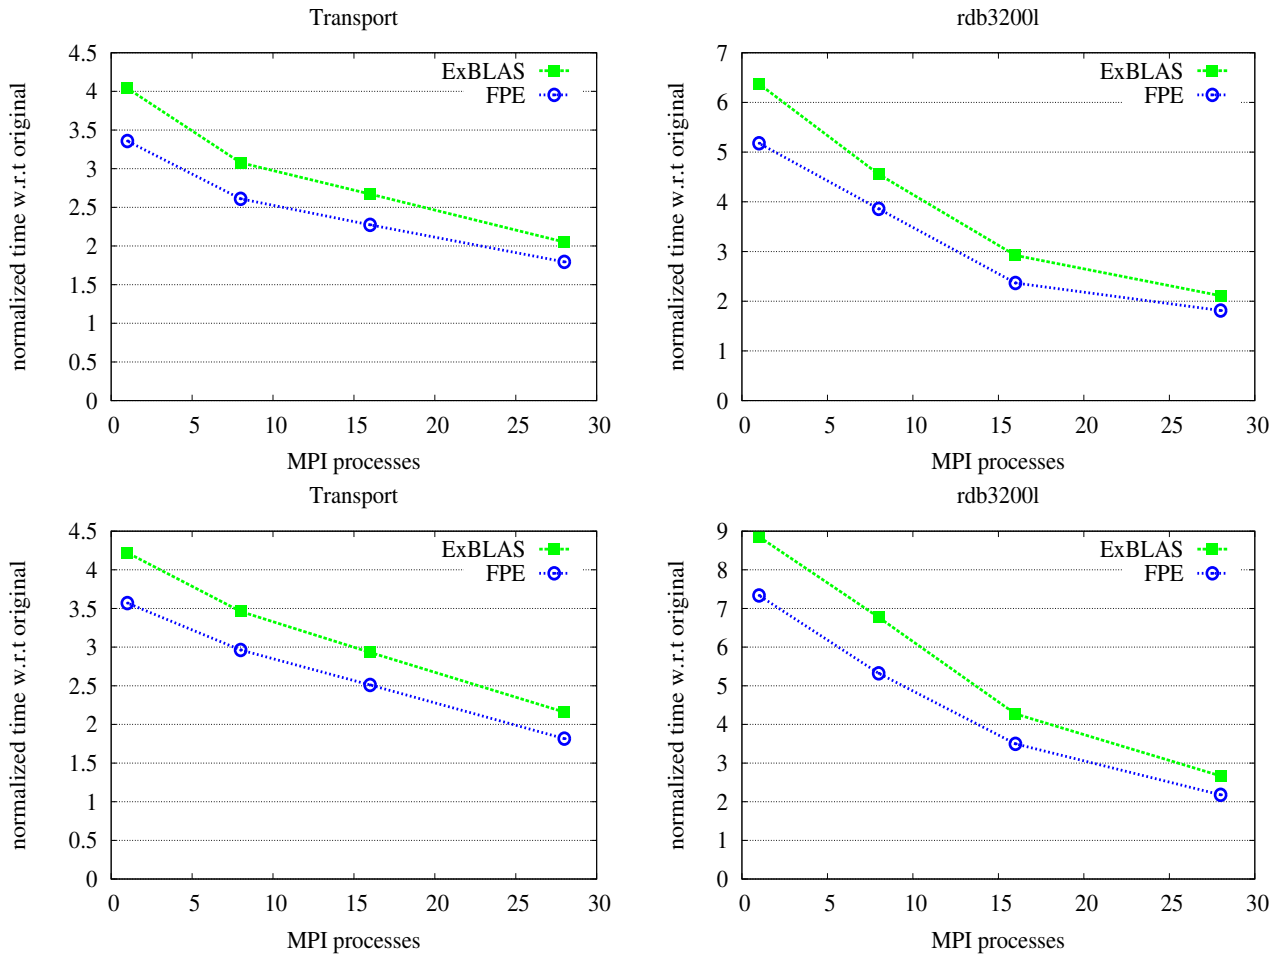 Transport
4.5
4
3.5
3
2.5
2
1.5
1
0.5
0
normalized time w.r.t original
ExBLAS
FPE
0 5 10 15 20 25 30
MPI processes
rdb3200l
7
6
5
4
3
2
1
0
normalized time w.r.t original
ExBLAS
FPE
0 5 10 15 20 25 30
MPI processes
Transport
4.5
4
3.5
3
2.5
2
1.5
1
0.5
0
normalized time w.r.t original
ExBLAS
FPE
0 5 10 15 20 25 30
MPI processes
rdb3200l
9
8
7
6
5
4
3
2
1
0
normalized time w.r.t original
ExBLAS
FPE
0 5 10 15 20 25 30
MPI processes